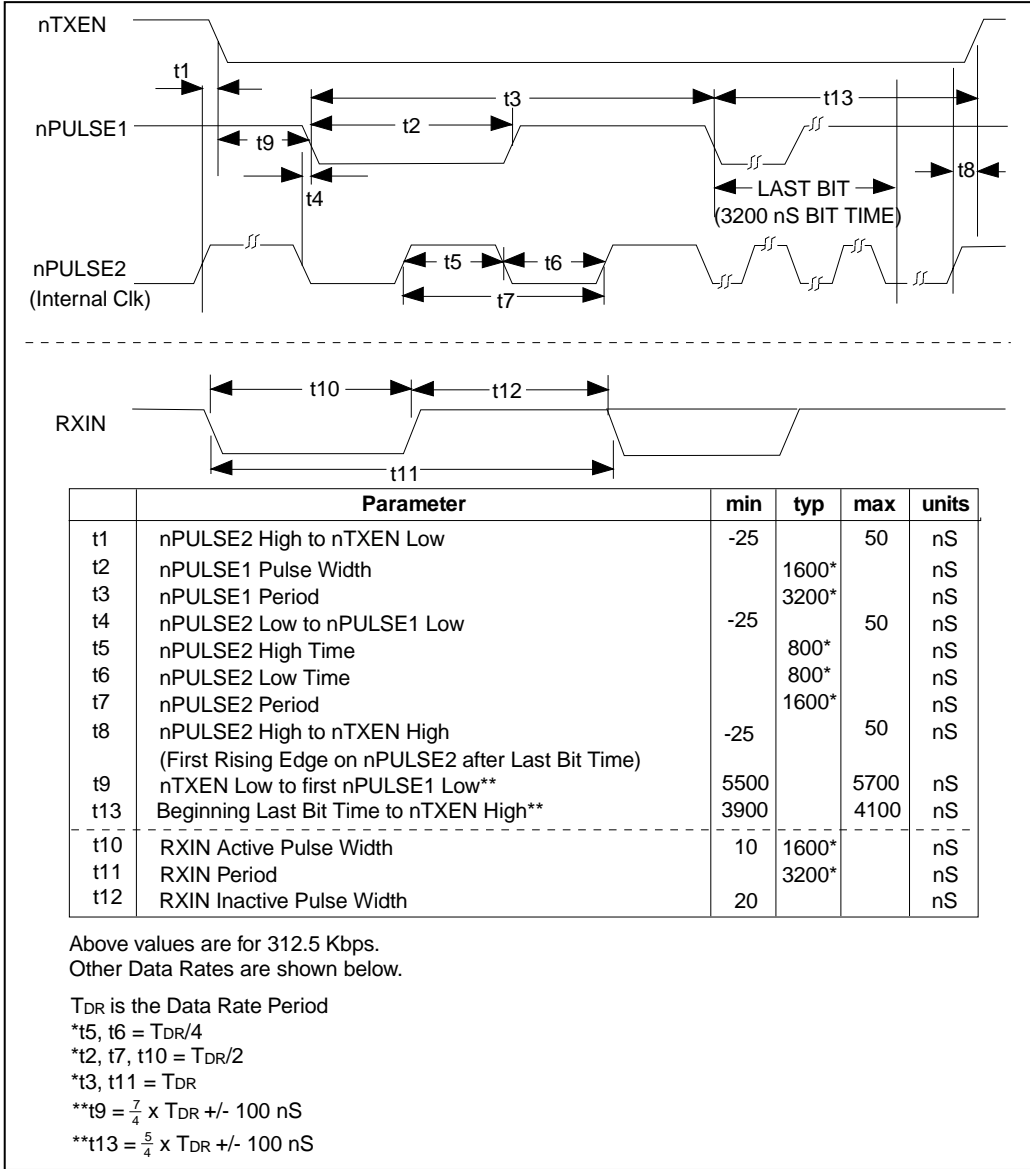 nTXEN
t1
t3
t13
nPULSE1
t2
t9
t8
t4
LAST BIT
(3200 nS BIT TIME)
nPULSE2
(Internal Clk)
t5
t6
t7
t10
t12
RXIN
t11
Parameter min typ max units
t1 nPULSE2 High to nTXEN Low -25 50 nS
t2 nPULSE1 Pulse Width 1600* nS
t3 nPULSE1 Period 3200* nS
t4 nPULSE2 Low to nPULSE1 Low -25 50 nS
t5 nPULSE2 High Time 800* nS
t6 nPULSE2 Low Time 800* nS
t7 nPULSE2 Period 1600* nS
t8 nPULSE2 High to nTXEN High -25 50 nS
(First Rising Edge on nPULSE2 after Last Bit Time)
t9 nTXEN Low to first nPULSE1 Low** 5500 5700 nS
t13 Beginning Last Bit Time to nTXEN High** 3900 4100 nS
t10 RXIN Active Pulse Width 10 1600* nS
t11 RXIN Period 3200* nS
t12 RXIN Inactive Pulse Width 20 nS
Above values are for 312.5 Kbps.
Other Data Rates are shown below.
TDR is the Data Rate Period
*t5, t6 = TDR/4
*t2, t7, t10 = TDR/2
*t3, t11 = TDR
**t9 = 7/4 x TDR +/- 100 nS
**t13 = 5/4 x TDR +/- 100 nS